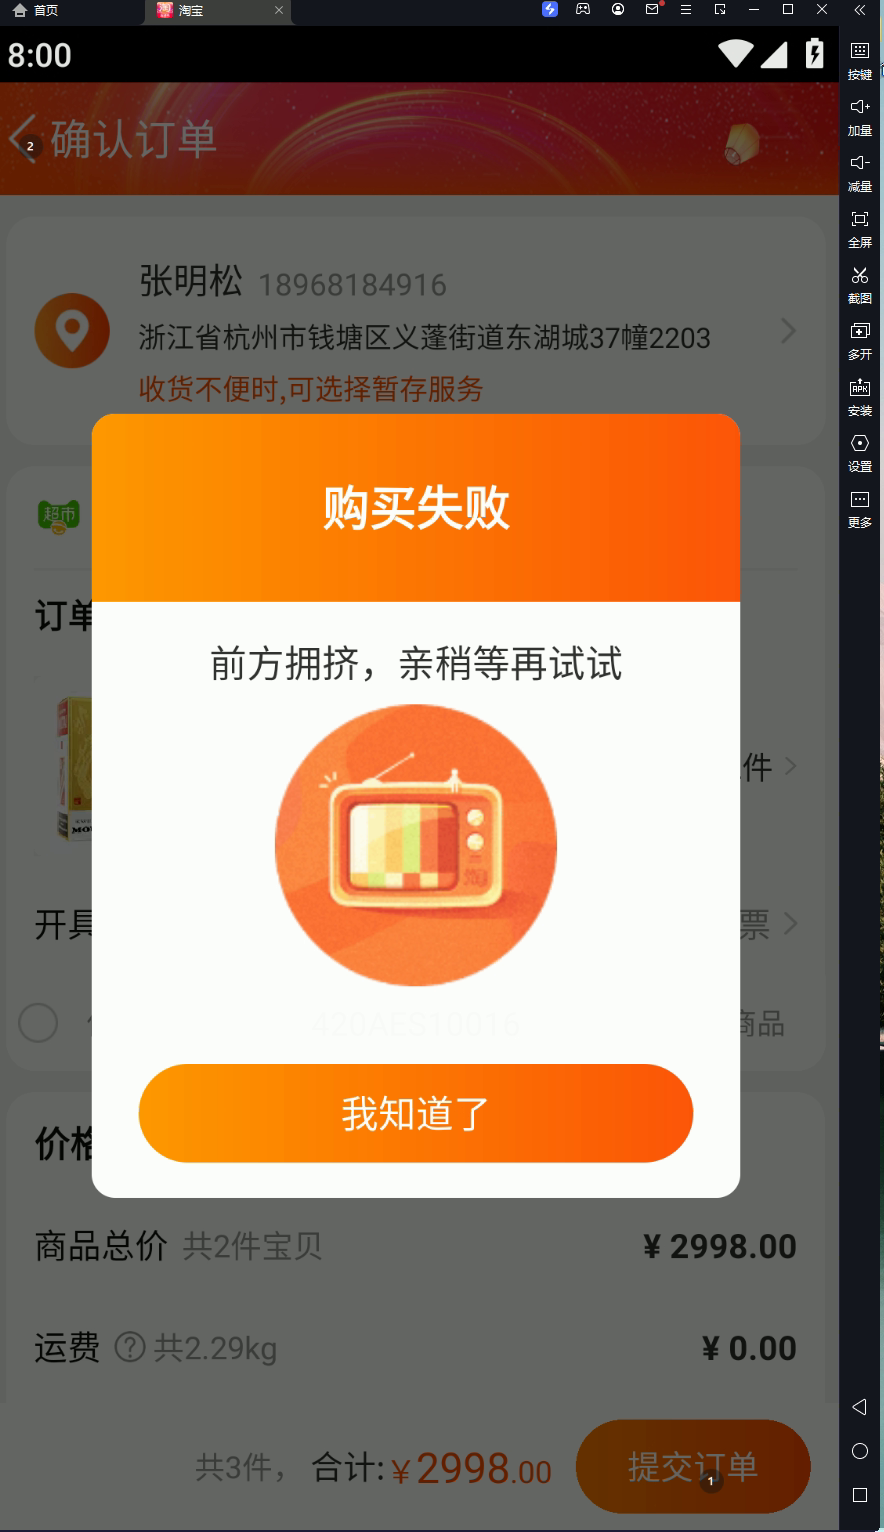 首页
淘宝
8:00
确认订单
2
张明松 18968184916
浙江省杭州市钱塘区义蓬街道东湖城37幢2203
收货不便时,可选择暂存服务
超市
购买失败
订单
前方拥挤，亲稍等再试试
件
淘
MO
开具
票
420AES10016
商品
我知道了
价格
商品总价 共2件宝贝 ¥ 2998.00
运费 ? 共2.29kg ¥ 0.00
共3件， 合计: ¥2998.00 提交订单
1
按键
加量
减量
全屏
截图
多开
APK
安装
设置
更多